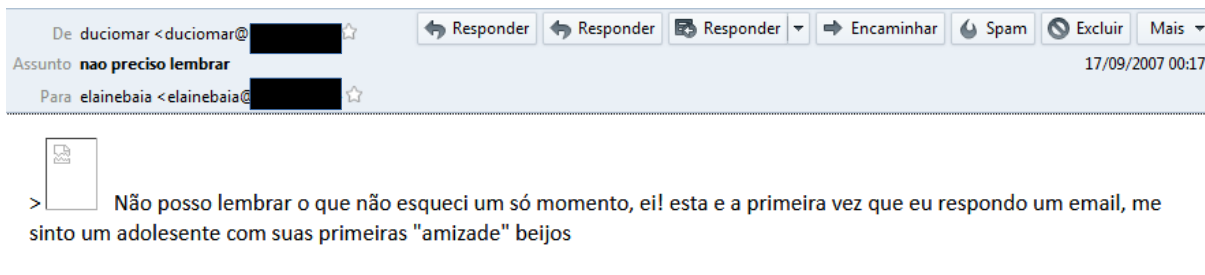 De duciomar <duciomar@ Responder Responder Responder Encaminhar Spam Excluir Mais
Assunto nao preciso lembrar 17/09/2007 00:17
Para elainebaia <elainebaia@
> Não posso lembrar o que não esqueci um só momento, ei! esta e a primeira vez que eu respondo um email, me
sinto um adolesente com suas primeiras "amizade" beijos